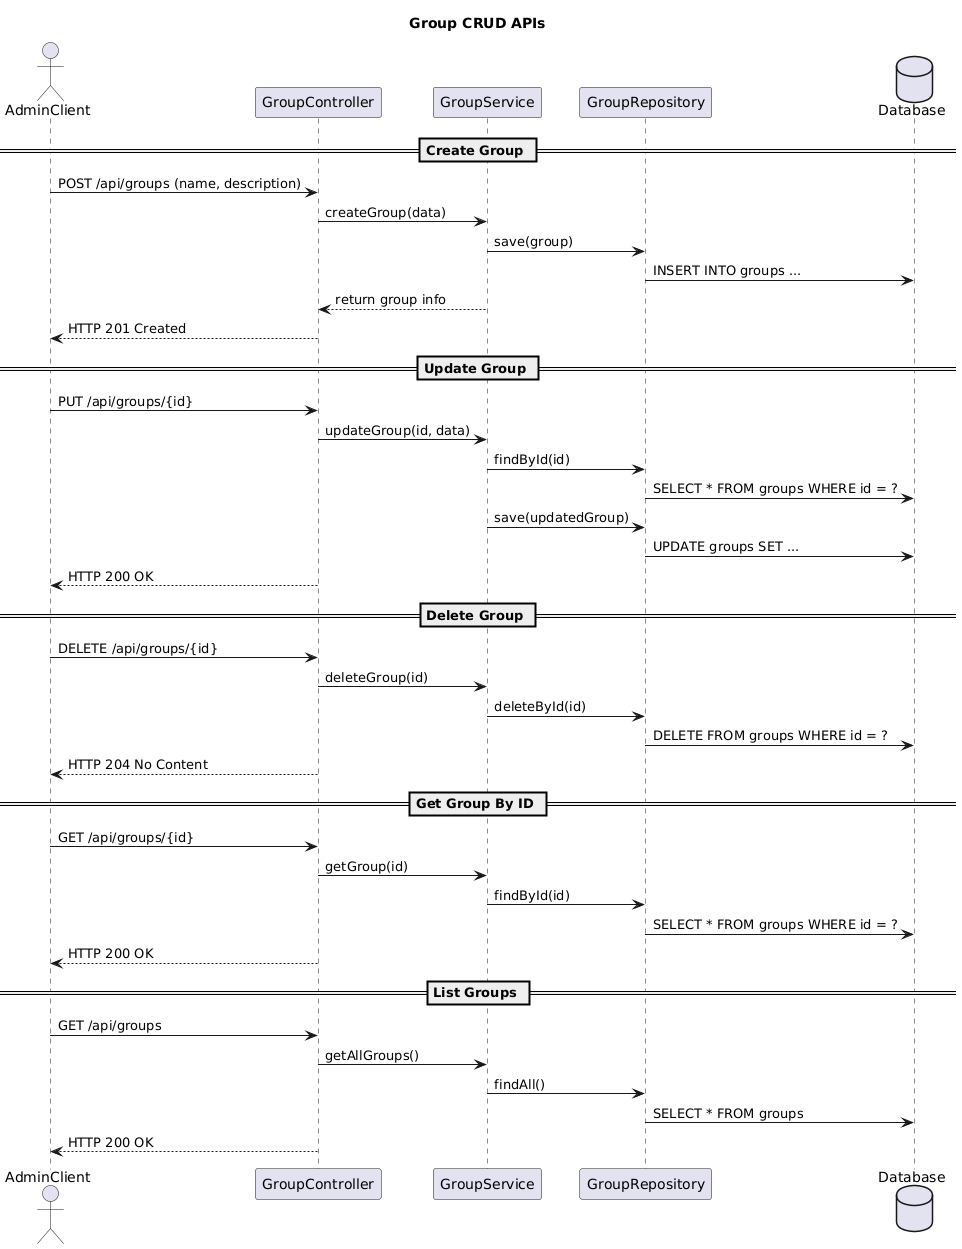 Group CRUD APIs
AdminClient
GroupController
GroupService
GroupRepository
Database
Create Group
POST /api/groups (name, description)
createGroup(data)
save(group)
INSERT INTO groups ...
return group info
HTTP 201 Created
Update Group
PUT /api/groups/{id}
updateGroup(id, data)
findById(id)
SELECT * FROM groups WHERE id = ?
save(updatedGroup)
UPDATE groups SET ...
HTTP 200 OK
Delete Group
DELETE /api/groups/{id}
deleteGroup(id)
deleteById(id)
DELETE FROM groups WHERE id = ?
HTTP 204 No Content
Get Group By ID
GET /api/groups/{id}
getGroup(id)
findById(id)
SELECT * FROM groups WHERE id = ?
HTTP 200 OK
List Groups
GET /api/groups
getAllGroups()
findAll()
SELECT * FROM groups
HTTP 200 OK
AdminClient
GroupController
GroupService
GroupRepository
Database